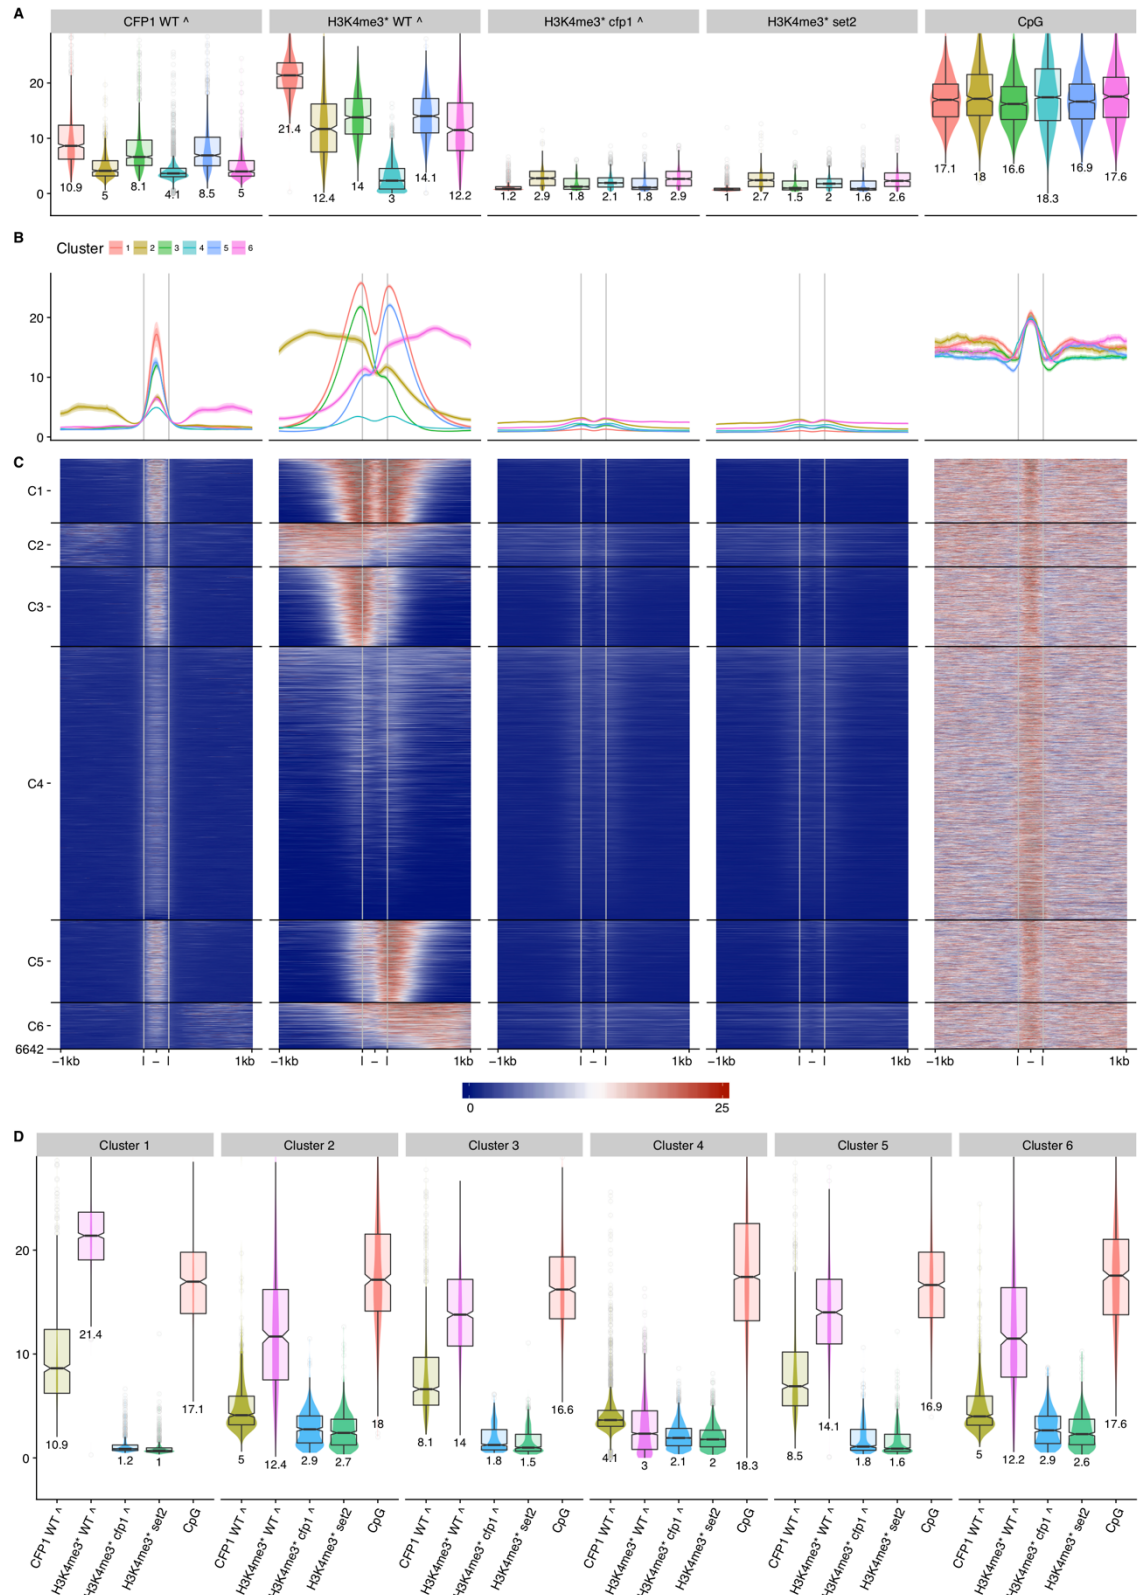 A
CFP1 WT ^ H3K4me3* WT ^ H3K4me3* cfp1 ^ H3K4me3* set2 CpG
20
10
0
10.9 5 8.1 4.1 8.5 5
21.4 12.4 14 3 14.1 12.2
1.2 2.9 1.8 2.1 1.8 2.9
1 2.7 1.5 2 1.6 2.6
17.1 18 16.6 18.3 16.9 17.6
B
Cluster 1 2 3 4 5 6
20
10
0
C
C1
C2
C3
C4
C5
C6
6642
−1kb 1kb −1kb 1kb −1kb 1kb −1kb 1kb −1kb 1kb
0 25
D
Cluster 1 Cluster 2 Cluster 3 Cluster 4 Cluster 5 Cluster 6
20
10
0
10.9 21.4 1.2 1 17.1
5 12.4 2.9 2.7 18
8.1 14 1.8 1.5 16.6
4.1 3 2.1 2 18.3
8.5 14.1 1.8 1.6 16.9
5 12.2 2.9 2.6 17.6
CFP1 WT ^ H3K4me3* WT ^ H3K4me3* cfp1 ^ H3K4me3* set2 CpG
CFP1 WT ^ H3K4me3* WT ^ H3K4me3* cfp1 ^ H3K4me3* set2 CpG
CFP1 WT ^ H3K4me3* WT ^ H3K4me3* cfp1 ^ H3K4me3* set2 CpG
CFP1 WT ^ H3K4me3* WT ^ H3K4me3* cfp1 ^ H3K4me3* set2 CpG
CFP1 WT ^ H3K4me3* WT ^ H3K4me3* cfp1 ^ H3K4me3* set2 CpG
CFP1 WT ^ H3K4me3* WT ^ H3K4me3* cfp1 ^ H3K4me3* set2 CpG